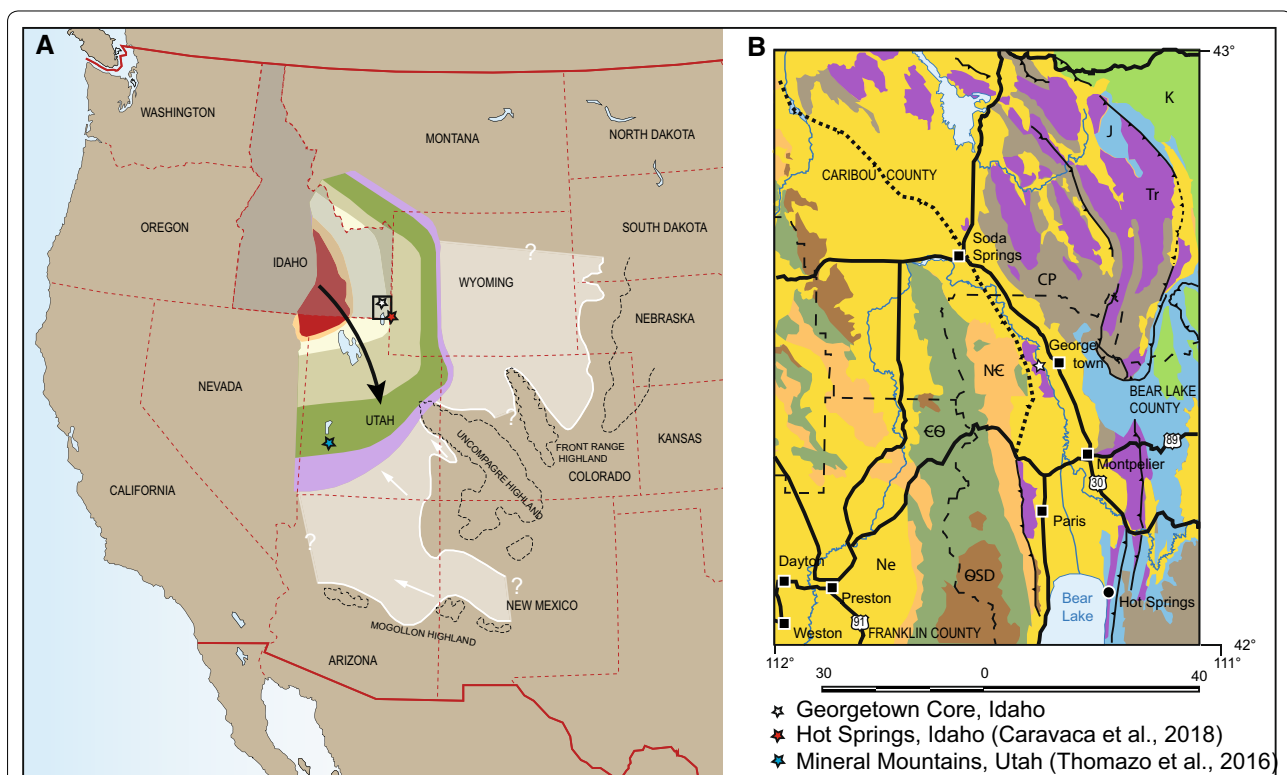 A
WASHINGTON
MONTANA
NORTH DAKOTA
OREGON
SOUTH DAKOTA
IDAHO
WYOMING
?
NEBRASKA
NEVADA
UTAH
?
KANSAS
FRONT RANGE
HIGHLAND
COLORADO
UNCOMPAGRE HIGHLAND
CALIFORNIA
?
?
NEW MEXICO
MOGOLLON HIGHLAND
ARIZONA
B
43°
K
J
CARIBOU COUNTY
Tr
Soda
Springs
CP
George
town
NЄ
BEAR LAKE
COUNTY
ЄO
89
Montpelier
30
Paris
Dayton
Ne
OSD
Preston
Bear
Lake
Hot Springs
Weston
91
FRANKLIN COUNTY
42°
112°
111°
30
0
40
Georgetown Core, Idaho
Hot Springs, Idaho (Caravaca et al., 2018)
Mineral Mountains, Utah (Thomazo et al., 2016)